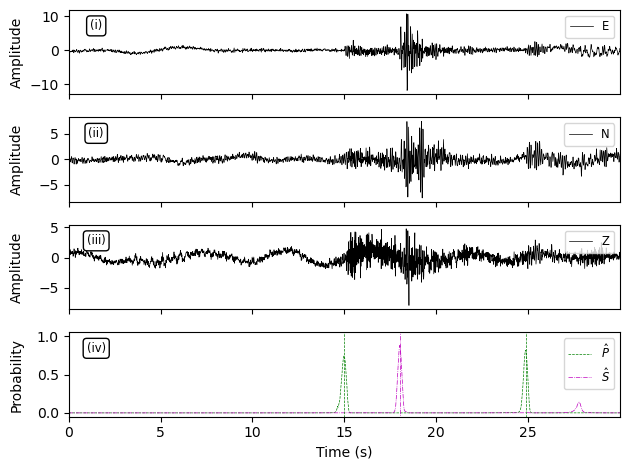 10
0
−10
Amplitude
(i)
E
5
0
−5
Amplitude
(ii)
N
5
0
−5
Amplitude
(iii)
Z
1.0
0.5
0.0
Probability
(iv)
P̂
Ŝ
0 5 10 15 20 25
Time (s)